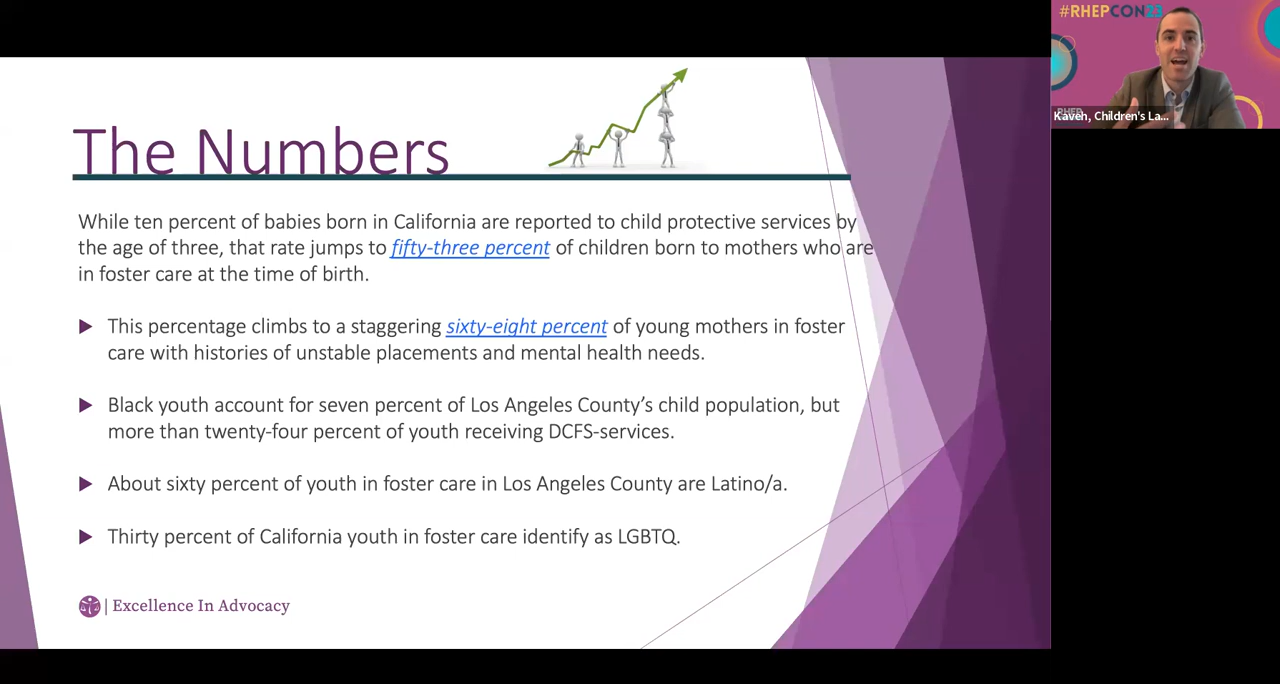 #RHEPCON23
Kaven, Children's La...
The Numbers
While ten percent of babies born in California are reported to child protective services by
the age of three, that rate jumps to fifty-three percent of children born to mothers who are
in foster care at the time of birth.
This percentage climbs to a staggering sixty-eight percent of young mothers in foster
care with histories of unstable placements and mental health needs.
Black youth account for seven percent of Los Angeles County’s child population, but
more than twenty-four percent of youth receiving DCFS-services.
About sixty percent of youth in foster care in Los Angeles County are Latino/a.
Thirty percent of California youth in foster care identify as LGBTQ.
| Excellence In Advocacy